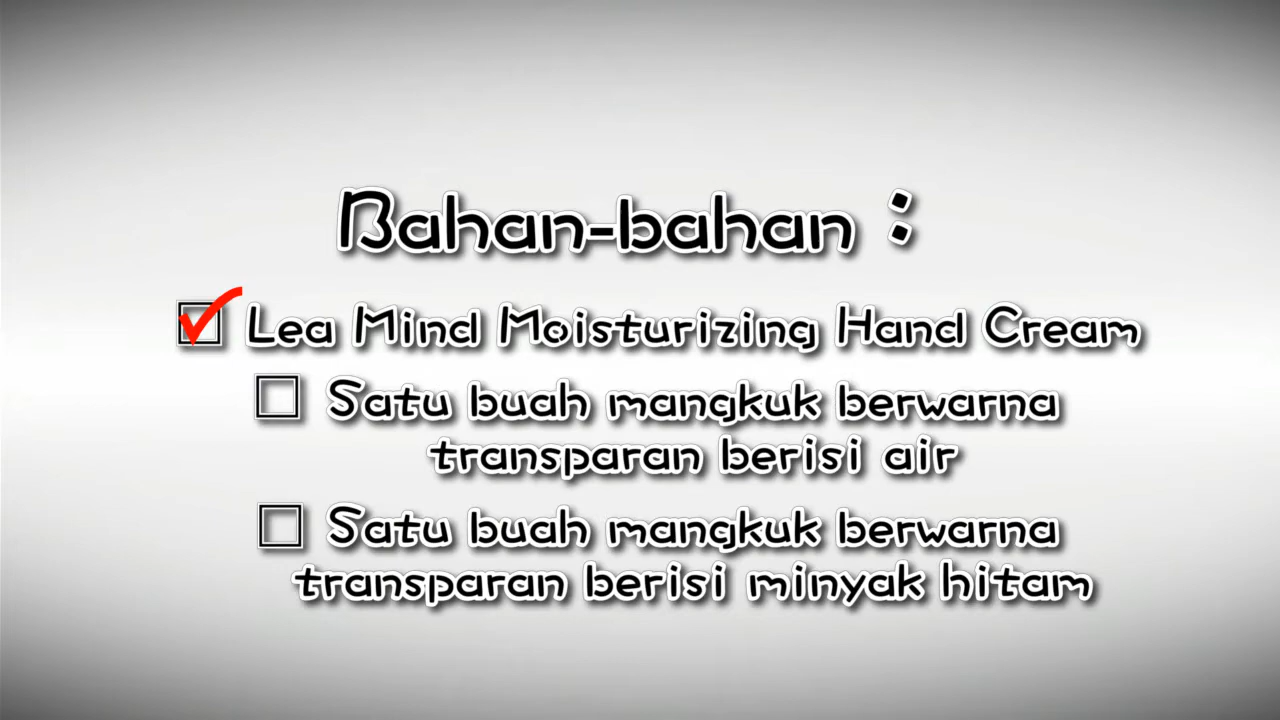 Bahan-bahan :
Lea Mind Moisturizing Hand Cream
Satu buah mangkuk berwarna
transparan berisi air
Satu buah mangkuk berwarna
transparan berisi minyak hitam